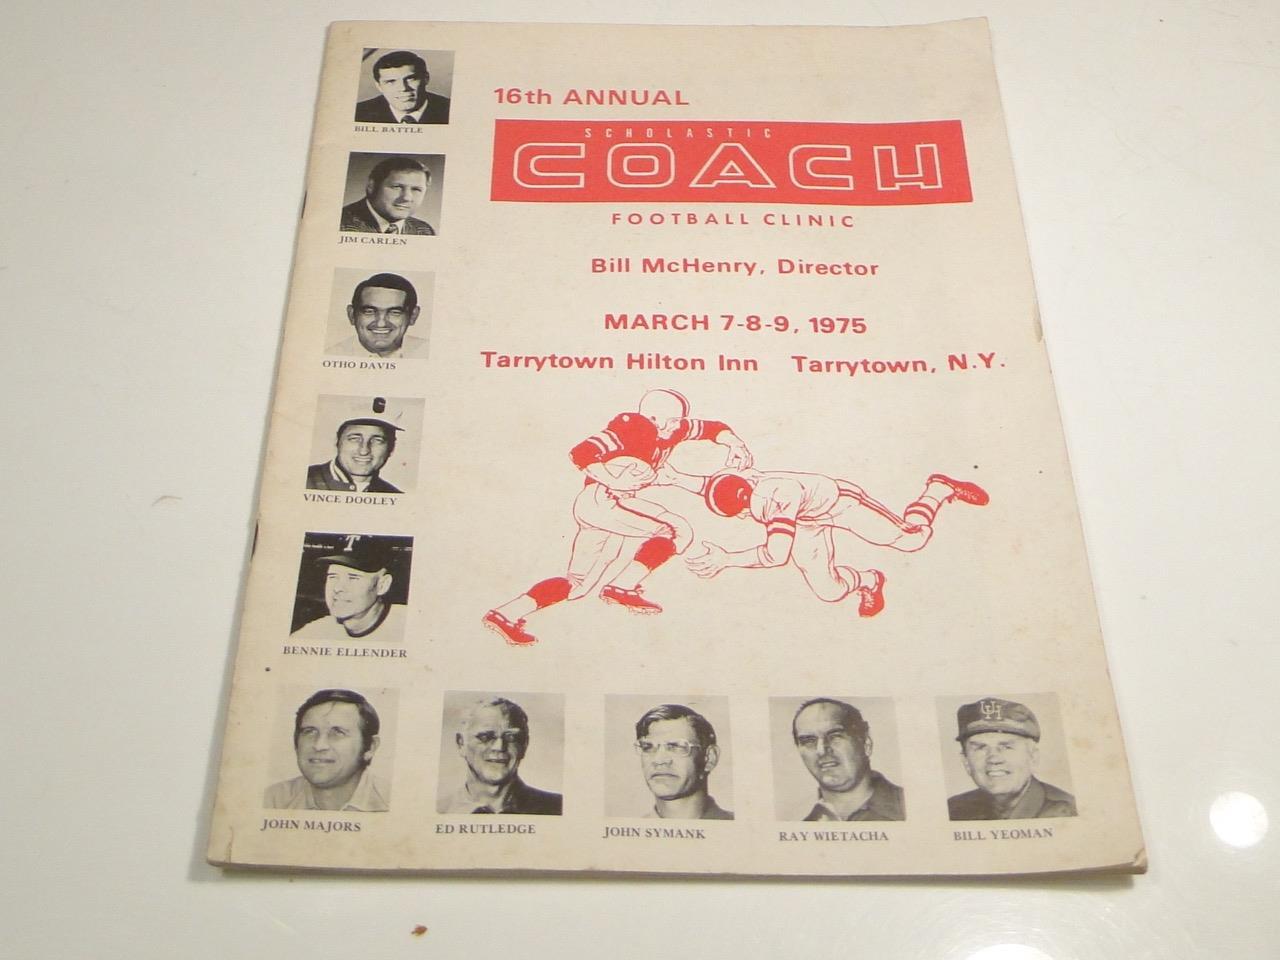 16th ANNUAL
SCHOLASTIC
COACH
FOOTBALL CLINIC
Bill McHenry, Director
MARCH 7-8-9, 1975
Tarrytown Hilton Inn Tarrytown, N.Y.
BILL BATTLE
JIM CARLEN
OTHO DAVIS
G
VINCE DOOLEY
T
BENNIE ELLENDER
JOHN MAJORS
ED RUTLEDGE
JOHN SYMANK
RAY WIETACHA
UH
BILL YEOMAN